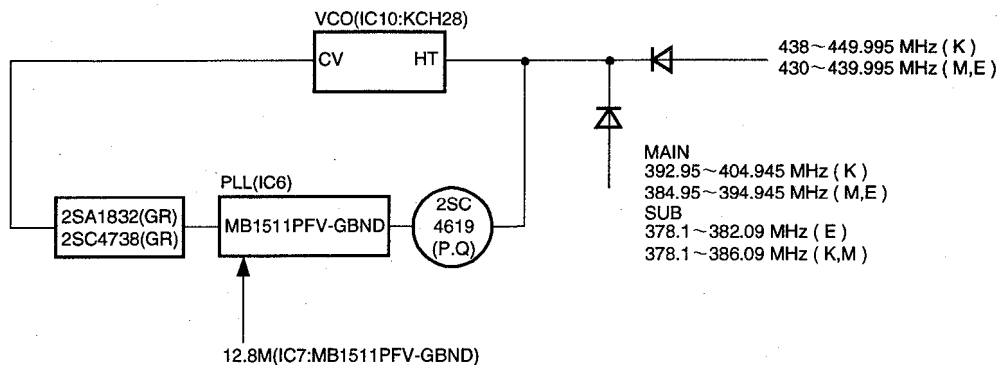 VCO(IC10:KCH28)
CV HT
438~449.995 MHz ( K )
430~439.995 MHz ( M,E )
MAIN
392.95~404.945 MHz ( K )
384.95~394.945 MHz ( M,E )
SUB
378.1~382.09 MHz ( E )
378.1~386.09 MHz ( K,M )
PLL(IC6)
2SA1832(GR)
2SC4738(GR)
MB1511PFV-GBND
2SC
4619
(P.Q)
12.8M(IC7:MB1511PFV-GBND)